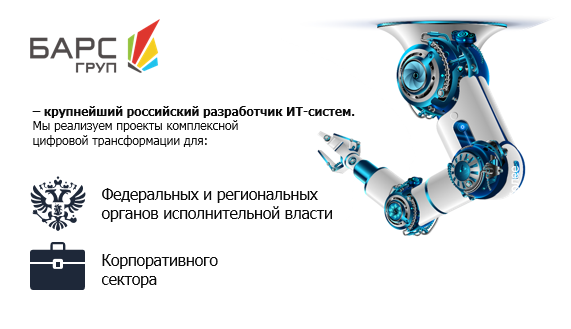 БАРС
ГРУП
– крупнейший российский разработчик ИТ-систем.
Мы реализуем проекты комплексной
цифровой трансформации для:
Федеральных и региональных
органов исполнительной власти
Корпоративного
сектора